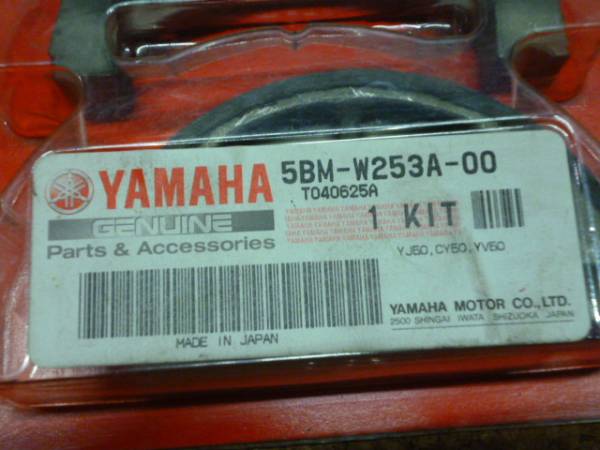 YAMAHA
5BM-W253A-00
T040625A
GENUINE
1 KIT
Parts & Accessories
YJ50, CY50, YV50
YAMAHA MOTOR CO., LTD.
2500 SHINGAI IWATA SHIZUOKA JAPAN
MADE IN JAPAN